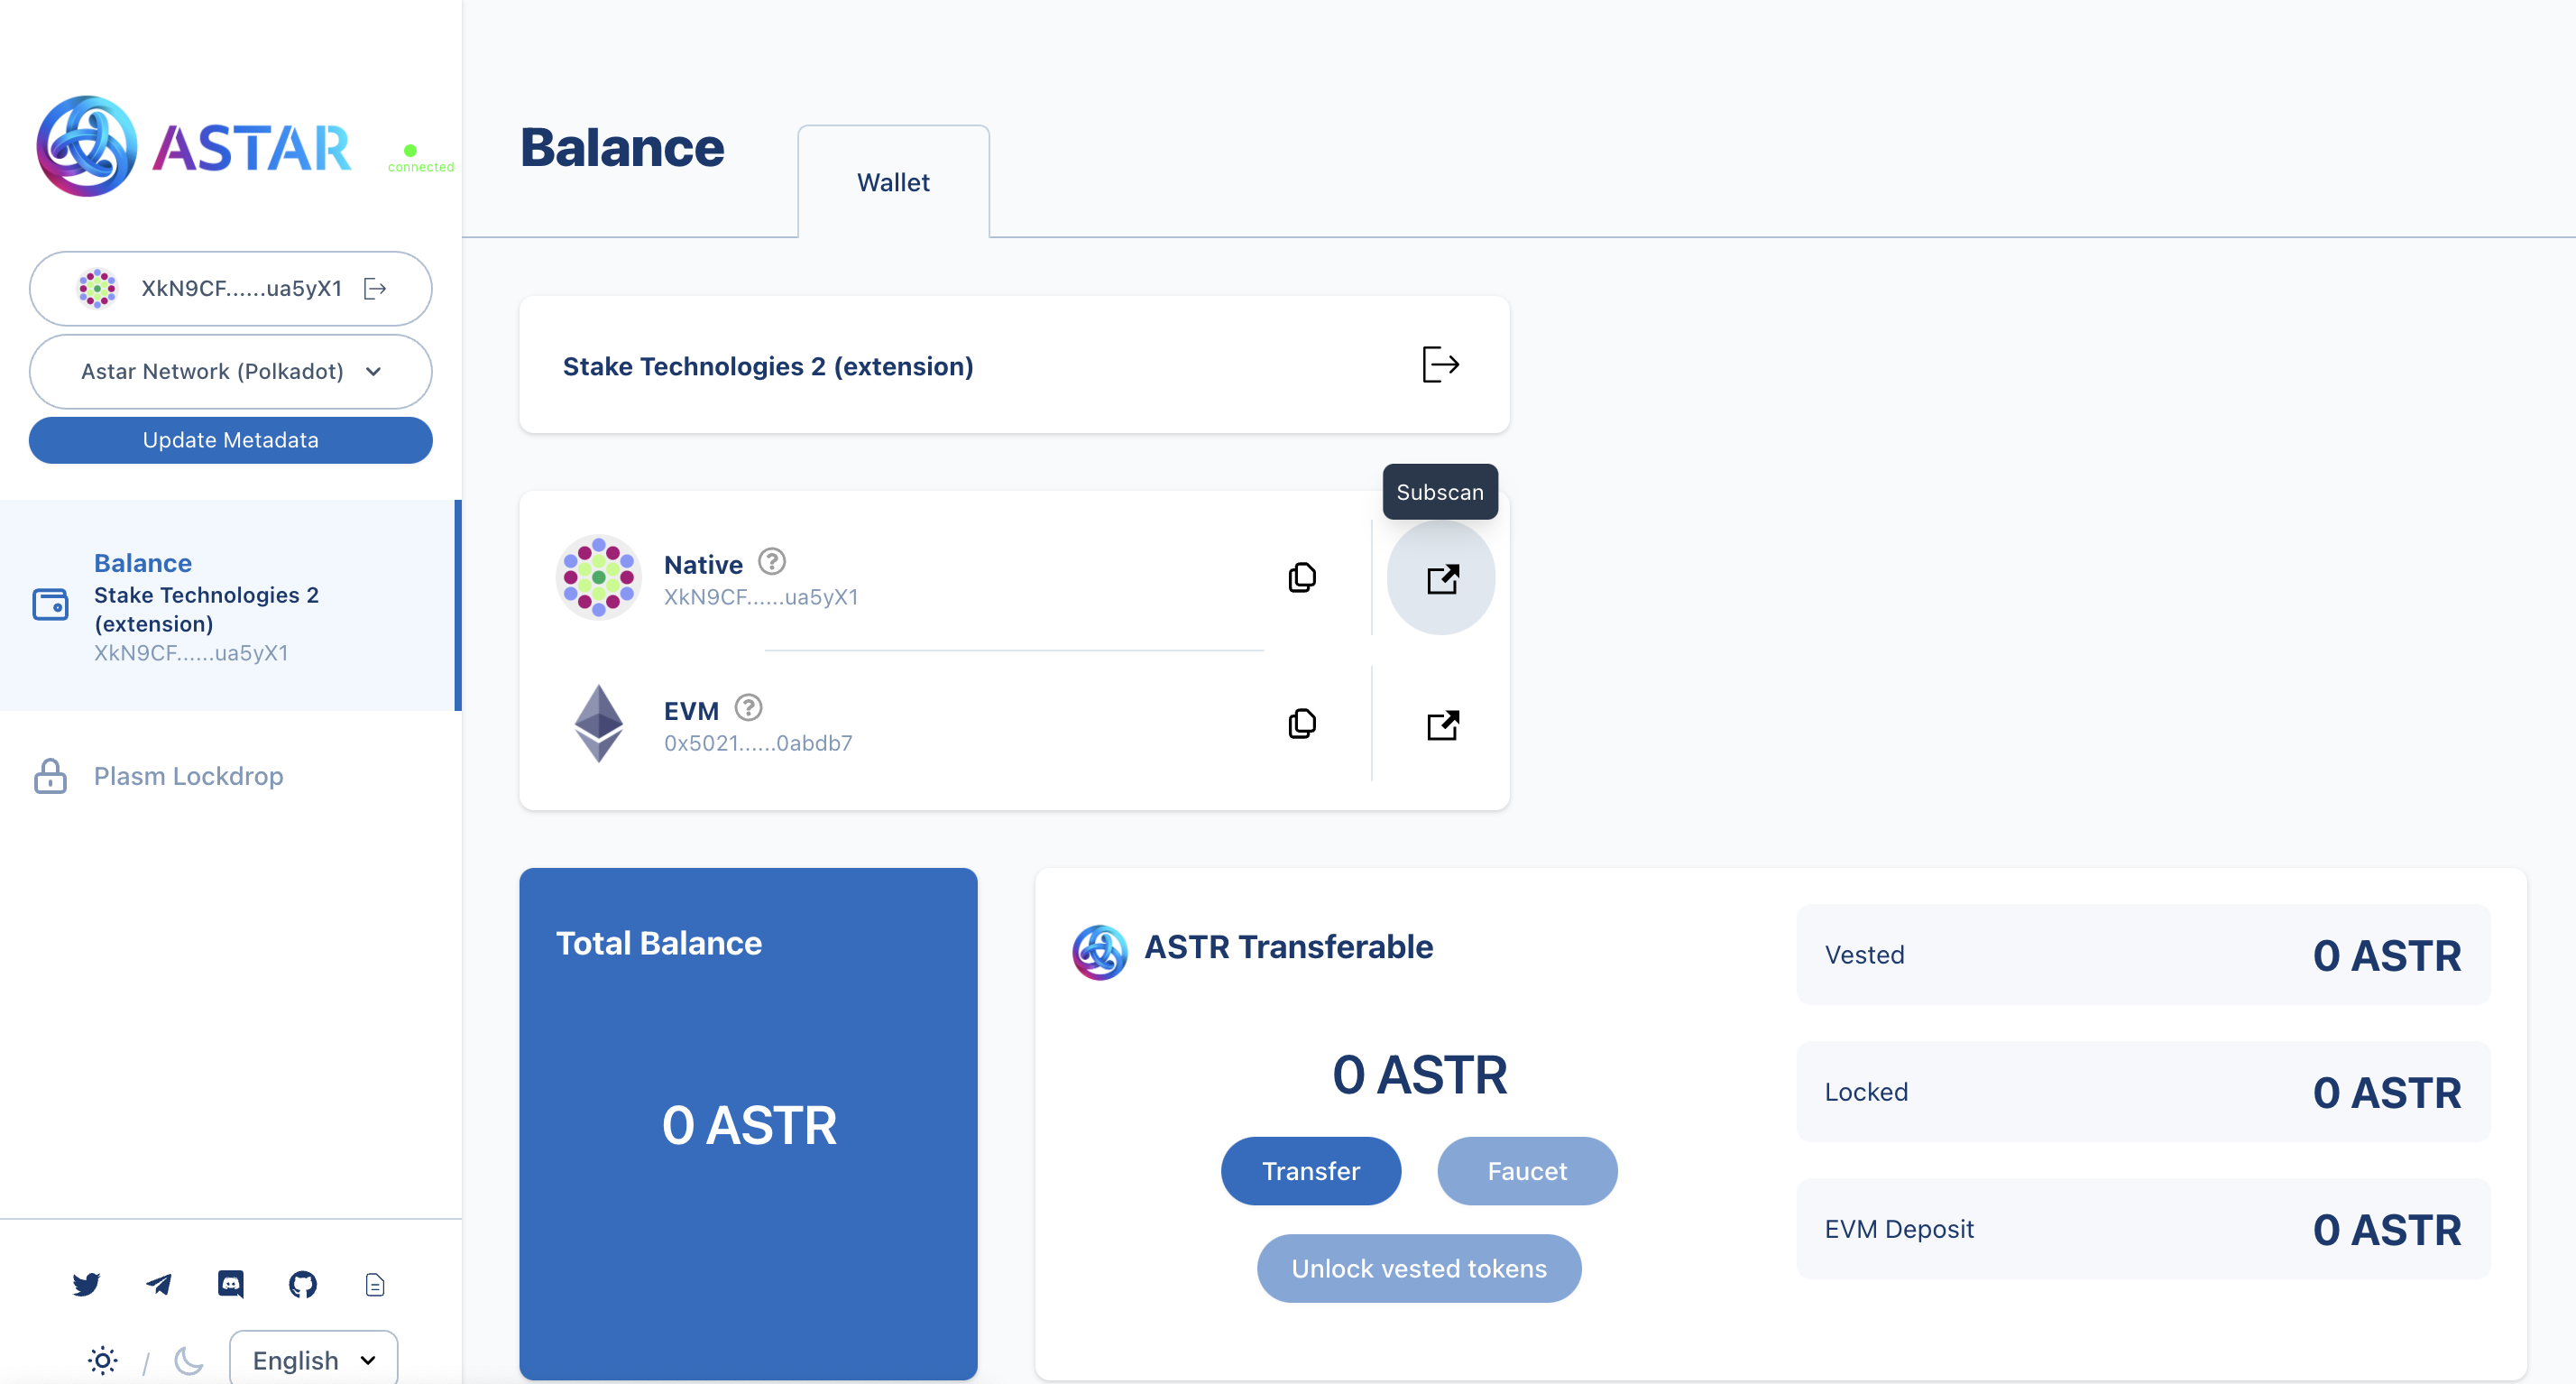 ASTAR
connected
XkN9CF......ua5yX1
Astar Network (Polkadot)
Update Metadata
Balance
Stake Technologies 2
(extension)
XkN9CF......ua5yX1
Plasm Lockdrop
/
English
Balance
Wallet
Stake Technologies 2 (extension)
Subscan
Native ?
XkN9CF......ua5yX1
EVM ?
0x5021......0abdb7
Total Balance
0 ASTR
ASTR Transferable
0 ASTR
Transfer
Faucet
Unlock vested tokens
Vested
0 ASTR
Locked
0 ASTR
EVM Deposit
0 ASTR